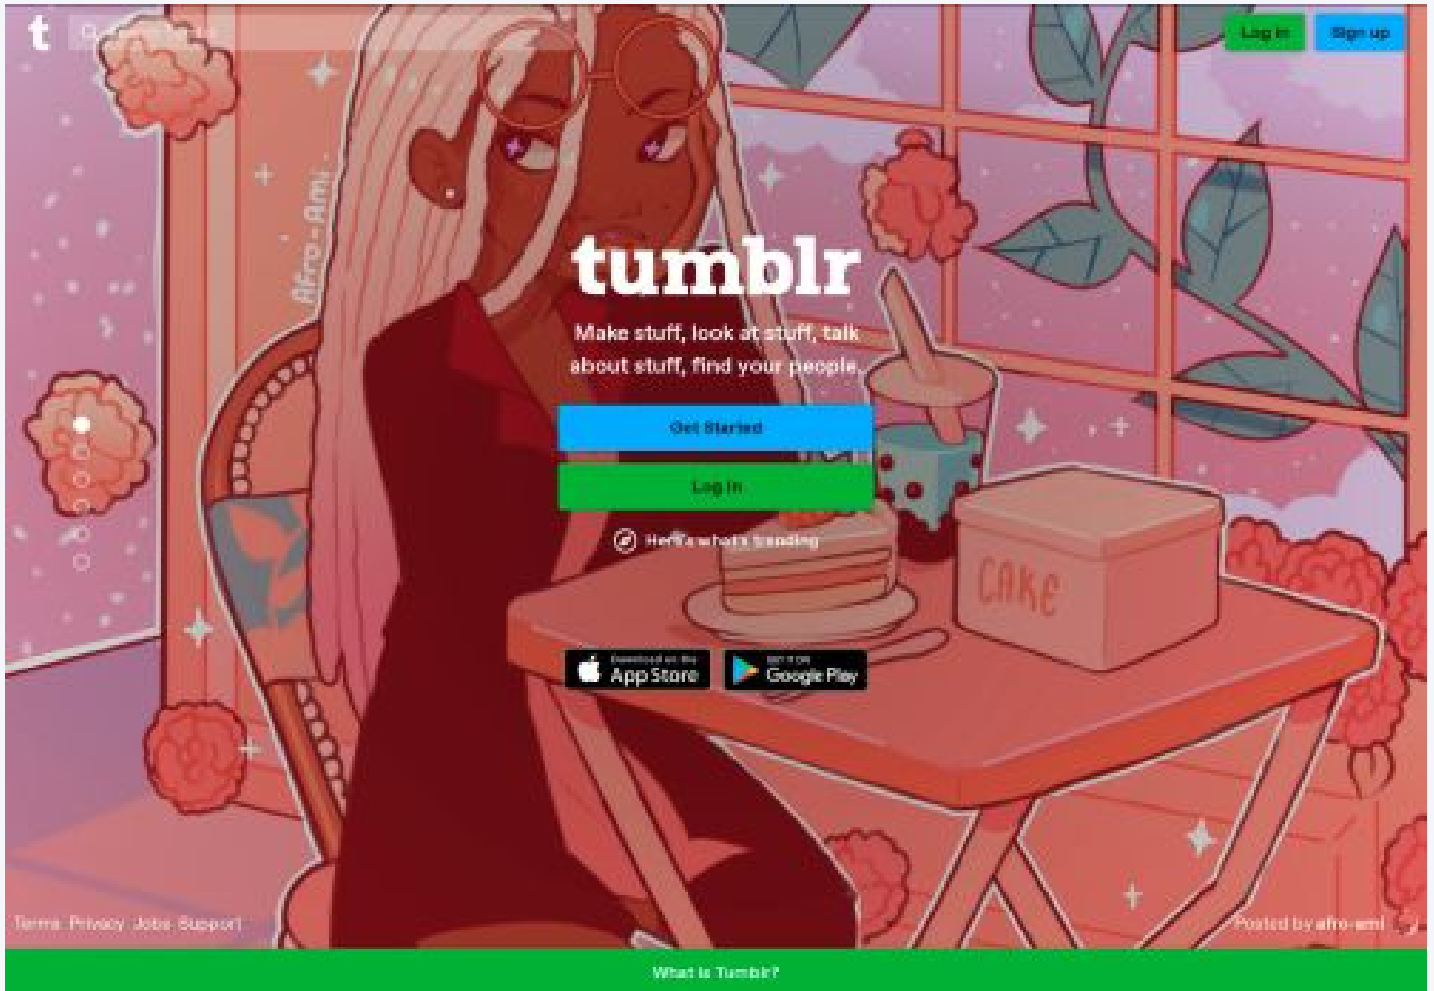 t
Log in
Sign up
Afro-Ami
tumblr
Make stuff, look at stuff, talk
about stuff, find your people.
Get Started
Log In
Here's what's trending
CAKE
Download on the
App Store
GET IT ON
Google Play
Terms Privacy Jobs Support
Posted by afro-ami
What is Tumblr?